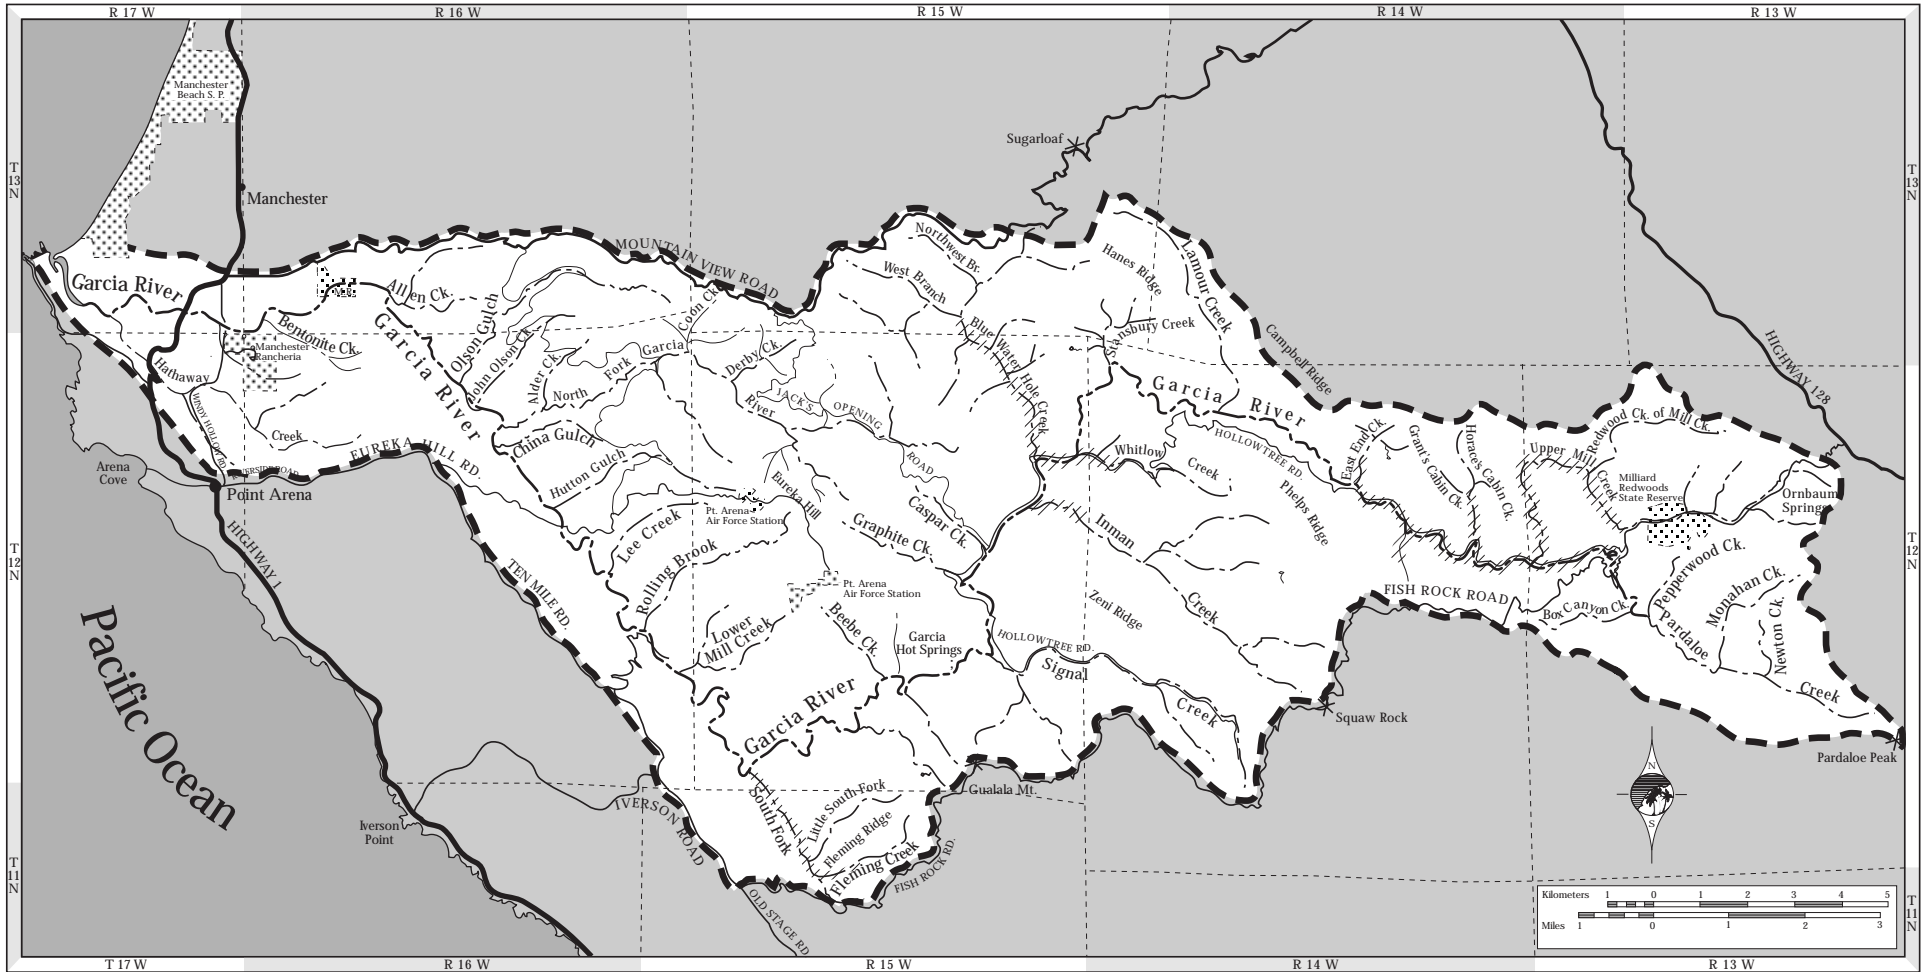 R 17 W
R 16 W
R 15 W
R 14 W
R 13 W
T
13
N
T
13
N
Manchester
Beach S. P.
Sugarloaf
Manchester
MOUNTAIN VIEW ROAD
Northwest Br.
West Branch
Hanes Ridge
Lamour Creek
Garcia River
M.R.
Allen Ck.
Olson Gulch
Coon Ck.
Bentonite Ck.
Garcia River
John Olson Ck.
Blue Water Hole Creek
Stansbury Creek
Campbell Ridge
HIGHWAY 128
Manchester
Rancheria
Hathaway
Creek
Alder Ck.
North Fork Garcia River
Derby Ck.
JACK'S OPENING ROAD
Garcia River
WINDY HOLLOW RD.
China Gulch
HOLLOWTREE RD.
East End Ck.
Grant's Cabin Ck.
Horace's Cabin Ck.
Upper Mill Creek
Redwood Ck. of Mill Ck.
EUREKA HILL RD.
RIVERSIDE ROAD
Whitlow Creek
Milliard
Redwoods
State Reserve
Ornbaum
Springs
Arena
Cove
Point Arena
Hutton Gulch
Eureka Hill
Phelps Ridge
Pt. Arena
Air Force Station
Caspar Ck.
Graphite Ck.
Inman Creek
HIGHWAY 1
Lee Creek
Rolling Brook
Pepperwood Ck.
Monahan Ck.
T
12
N
T
12
N
TEN MILE RD.
Pt. Arena
Air Force Station
FISH ROCK ROAD
Box Canyon Ck.
Zeni Ridge
Lower
Mill Creek
Beebe Ck.
Garcia
Hot Springs
HOLLOWTREE RD.
Signal Creek
Pardaloe Creek
Newton Ck.
Pacific Ocean
Garcia River
Squaw Rock
Pardaloe Peak
Gualala Mt.
IVERSON ROAD
South Fork
Little South Fork
Fleming Ridge
Fleming Creek
FISH ROCK RD.
Iverson
Point
N
S
T
11
N
T
11
N
OLD STAGE RD
Kilometers 1 0 1 2 3 4 5
Miles 1 0 1 2 3
T 17 W
R 16 W
R 15 W
R 14 W
R 13 W